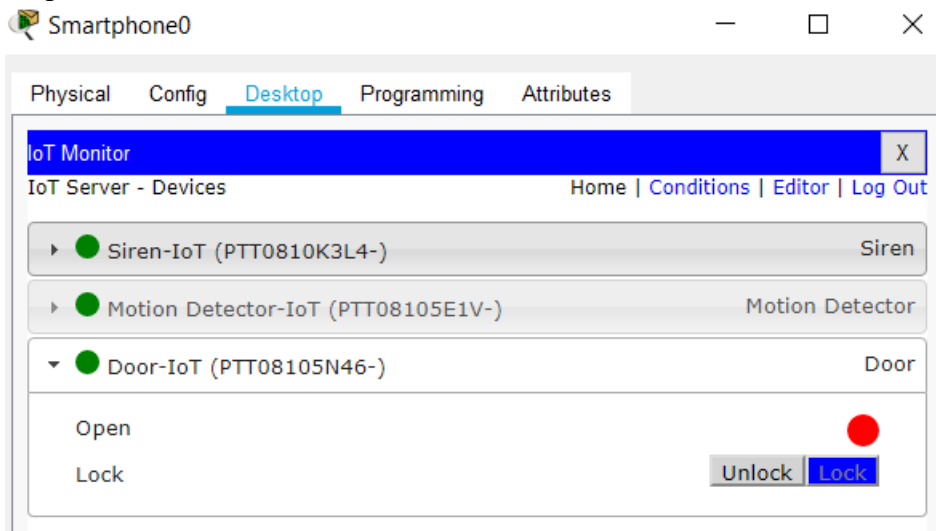 Smartphone0
Physical Config Desktop Programming Attributes
IoT Monitor X
IoT Server - Devices Home | Conditions | Editor | Log Out
Siren-IoT (PTT0810K3L4-) Siren
Motion Detector-IoT (PTT08105E1V-) Motion Detector
Door-IoT (PTT08105N46-) Door
Open
Lock Unlock Lock